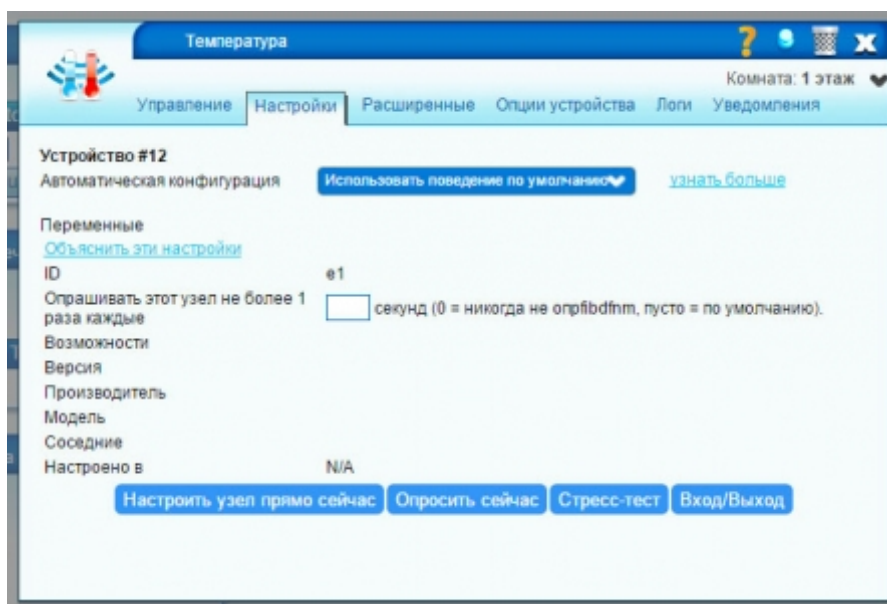 Температура
Комната: 1 этаж
Управление Настройки Расширенные Опции устройства Логи Уведомления
Устройство #12
Автоматическая конфигурация Использовать поведение по умолчанию узнать больше
Переменные
Объяснить эти настройки
ID e1
Опрашивать этот узел не более 1
раза каждые секунд (0 = никогда не опрfibdfnm, пусто = по умолчанию).
Возможности
Версия
Производитель
Модель
Соседние
Настроено в N/A
Настроить узел прямо сейчас Опросить сейчас Стресс-тест Вход/Выход